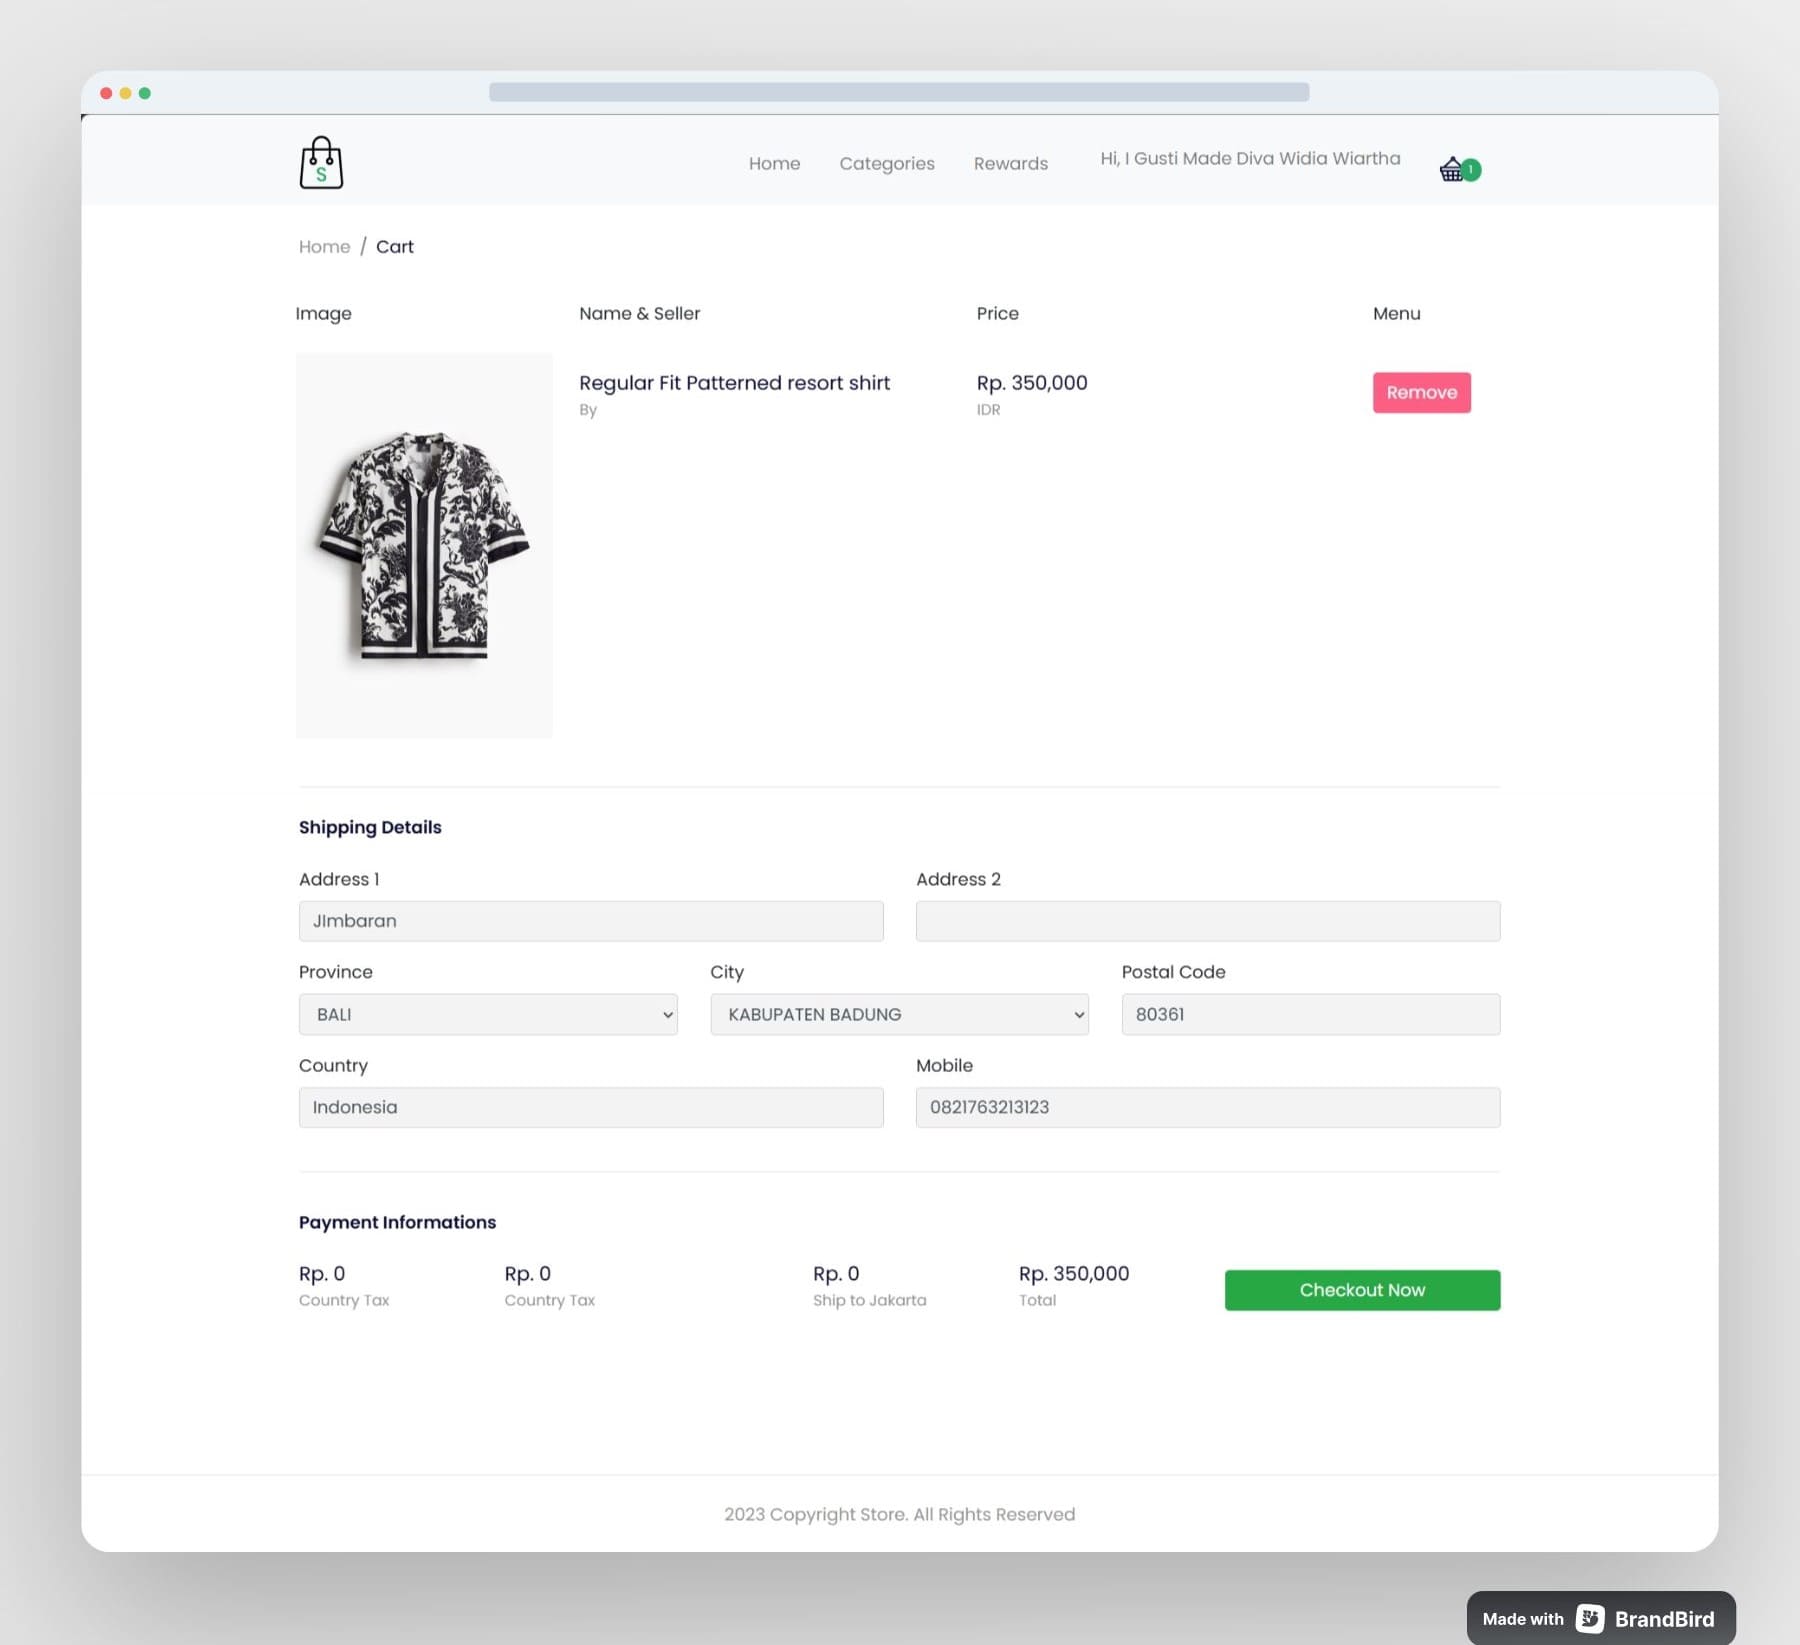 S
Home Categories Rewards Hi, I Gusti Made Diva Widia Wiartha 1
Home / Cart
Image Name & Seller Price Menu
Regular Fit Patterned resort shirt Rp. 350,000 Remove
By IDR
Shipping Details
Address 1 Address 2
JImbaran
Province City Postal Code
BALI KABUPATEN BADUNG 80361
Country Mobile
Indonesia 0821763213123
Payment Informations
Rp. 0 Rp. 0 Rp. 0 Rp. 350,000 Checkout Now
Country Tax Country Tax Ship to Jakarta Total
2023 Copyright Store. All Rights Reserved
Made with BrandBird